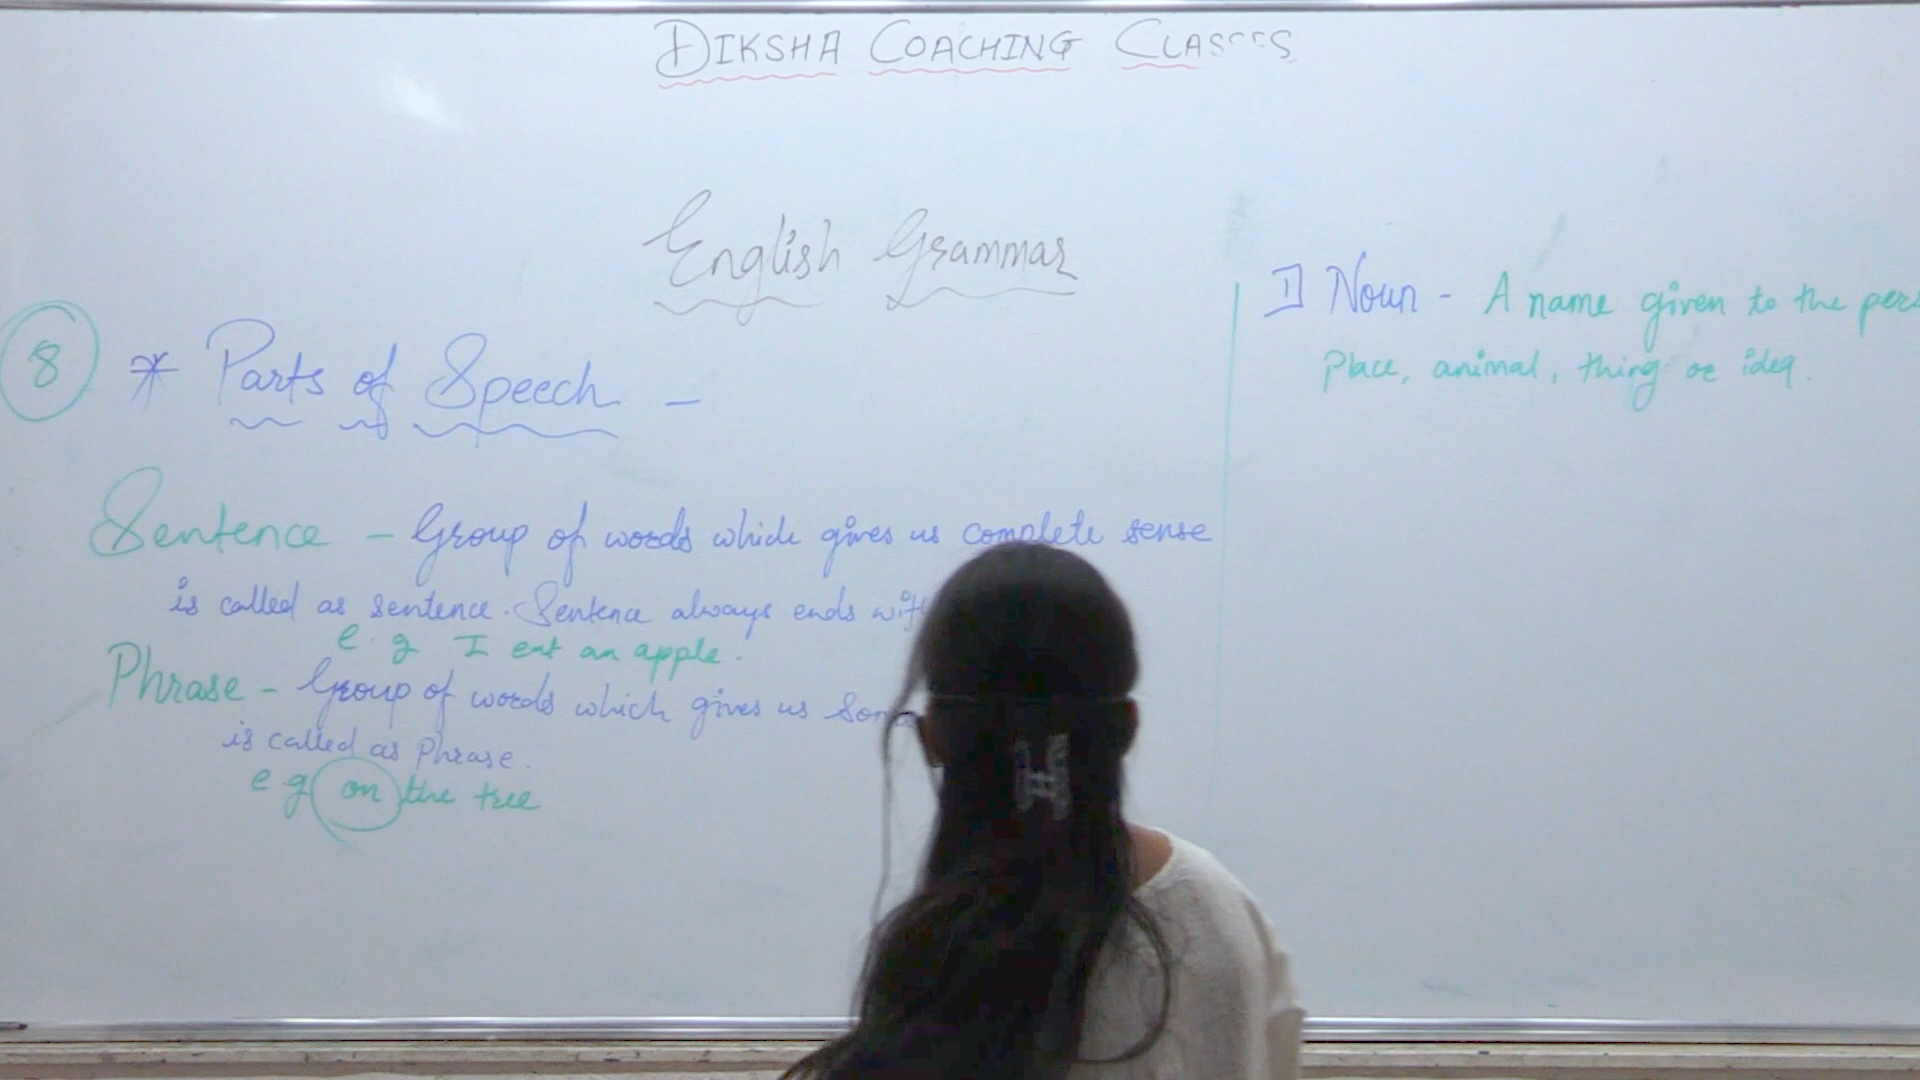 DIKSHA COACHING CLASSES
English Grammar
8
* Parts of Speech -
Sentence - Group of words which gives us complete sense
is called as sentence. Sentence always ends
e.g I eat an apple.
Phrase - Group of words which gives us
is called as Phrase.
e.g on the tree
1] Noun - A name given to the
Place, animal, thing or idea.